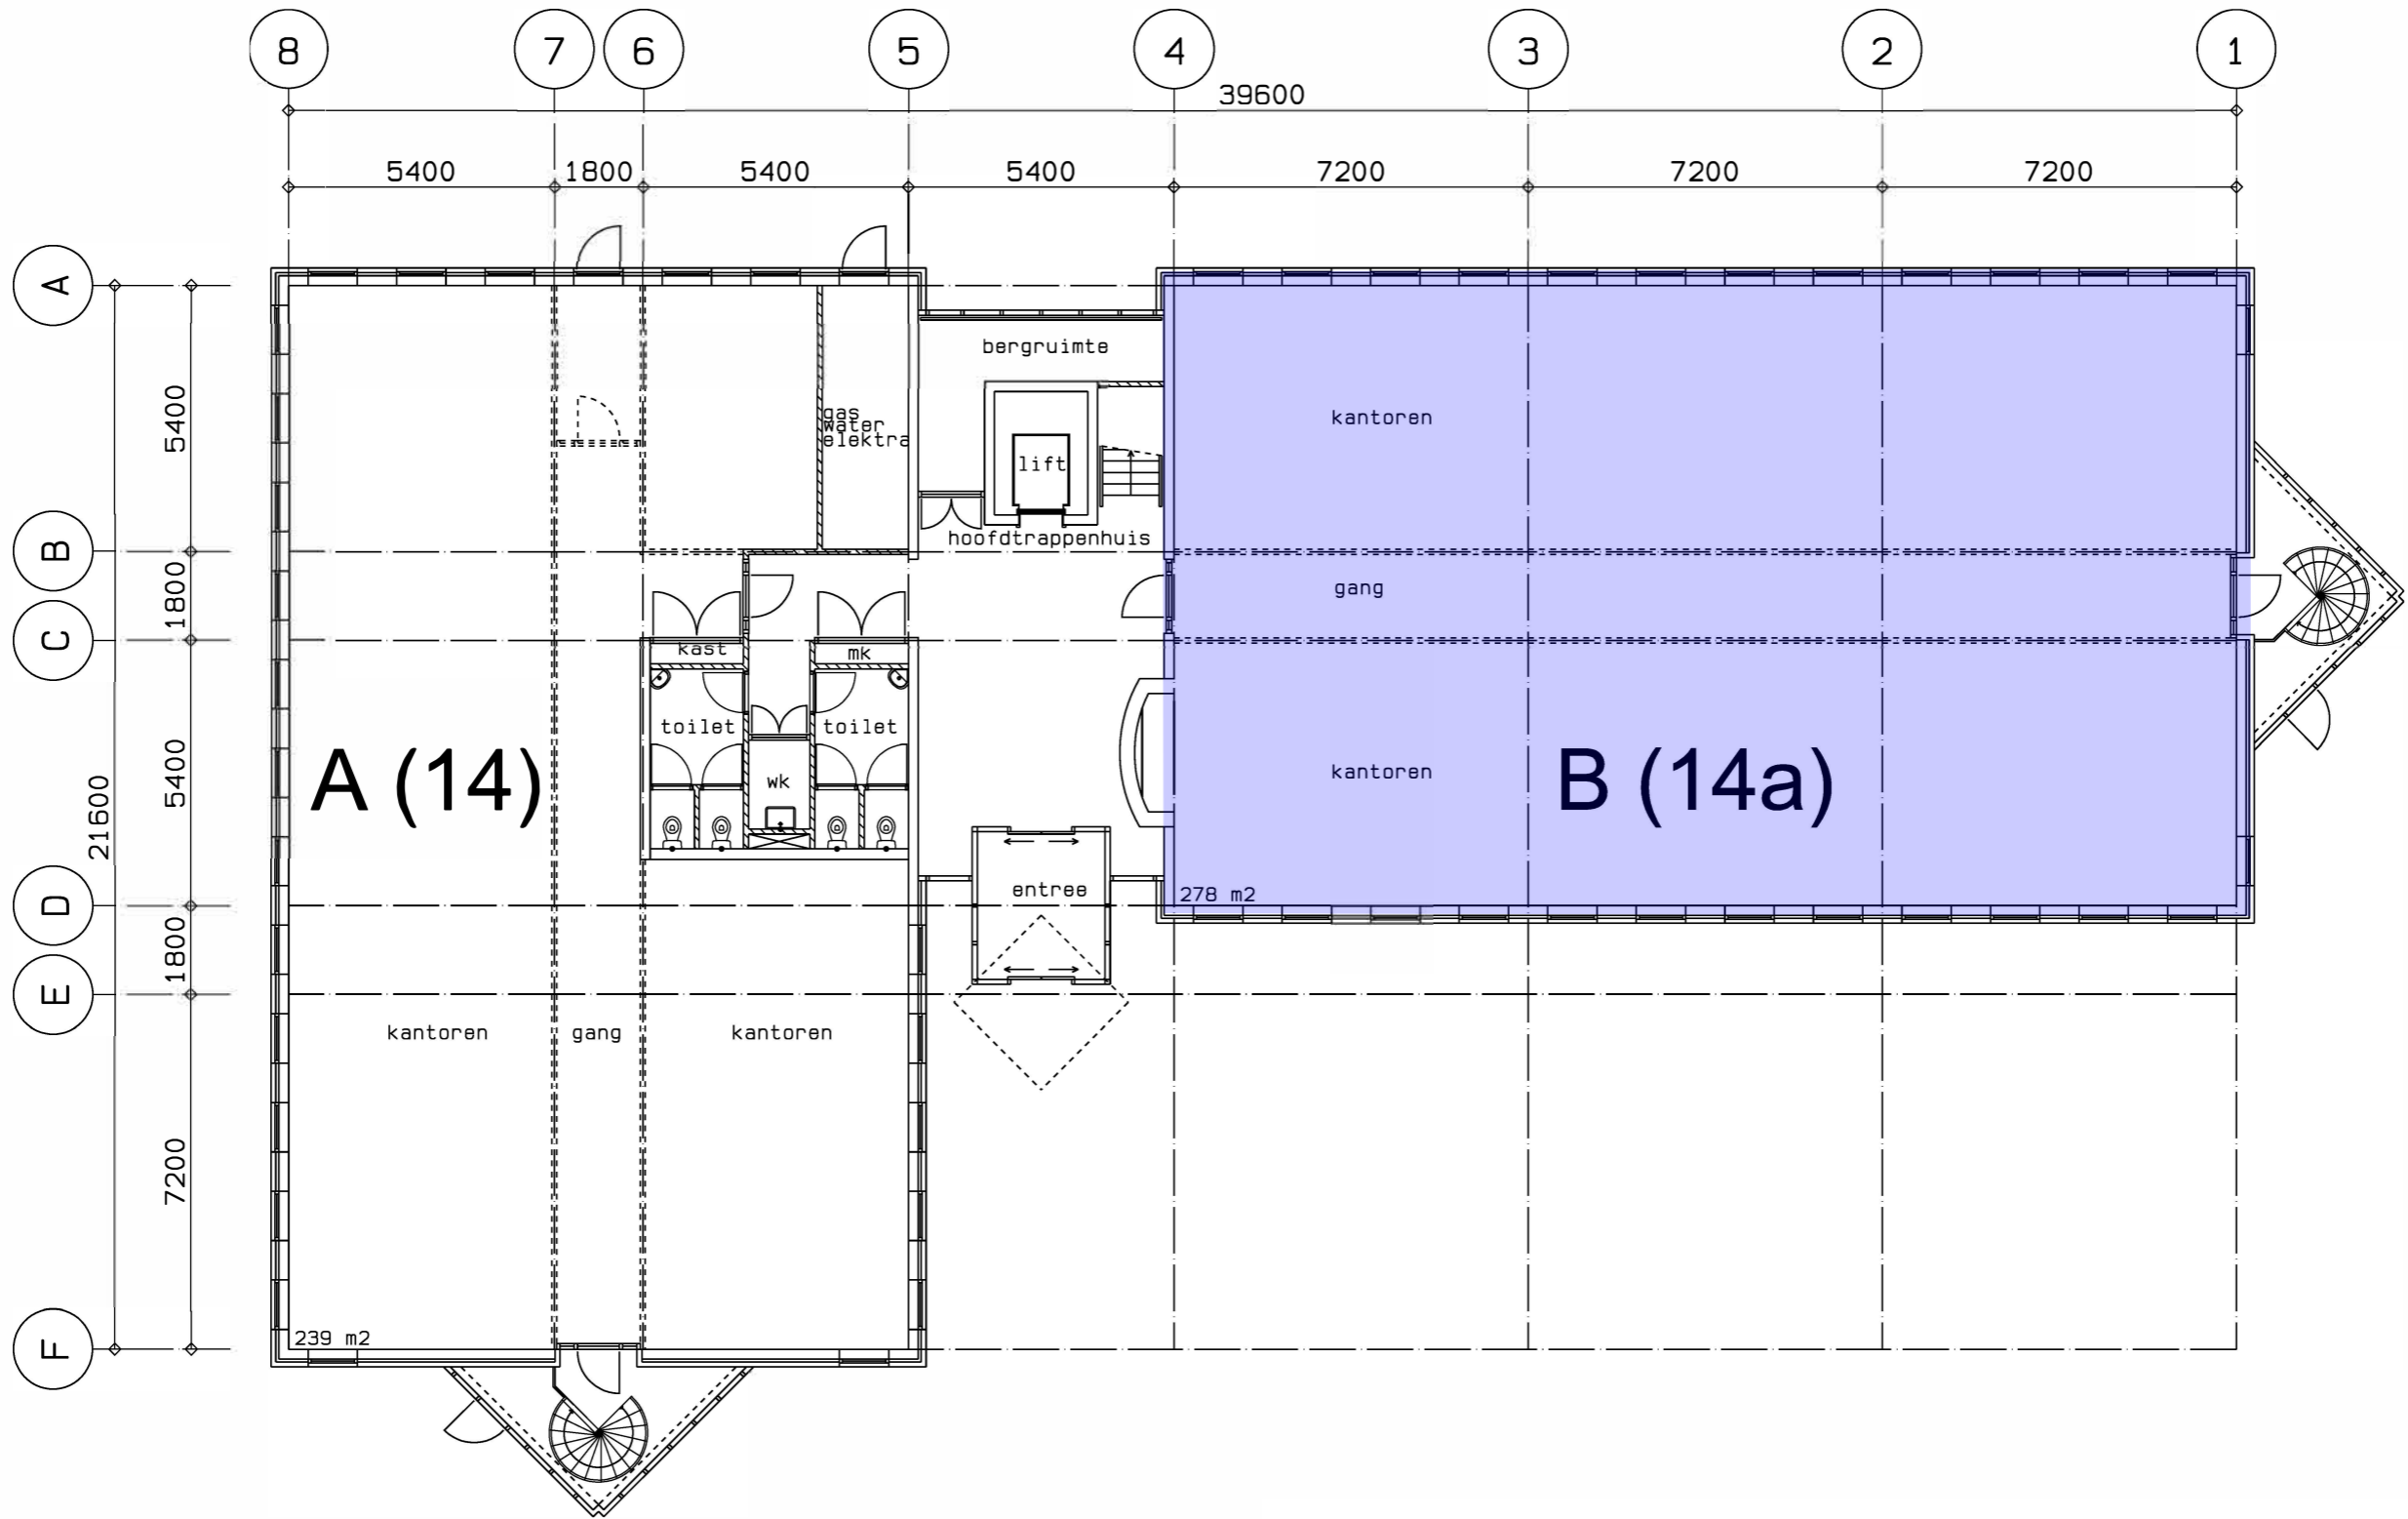 8 7 6 5 4 3 2 1
39600
5400 1800 5400 5400 7200 7200 7200
A
B
C
D
E
F
5400
1800
5400
1800
7200
21600
bergruimte
gas
water
elektra
lift
hoofdtrappenhuis
kantoren
gang
kast
mk
toilet
toilet
wk
A (14)
kantoren
B (14a)
entree
278 m2
kantoren
gang
kantoren
239 m2